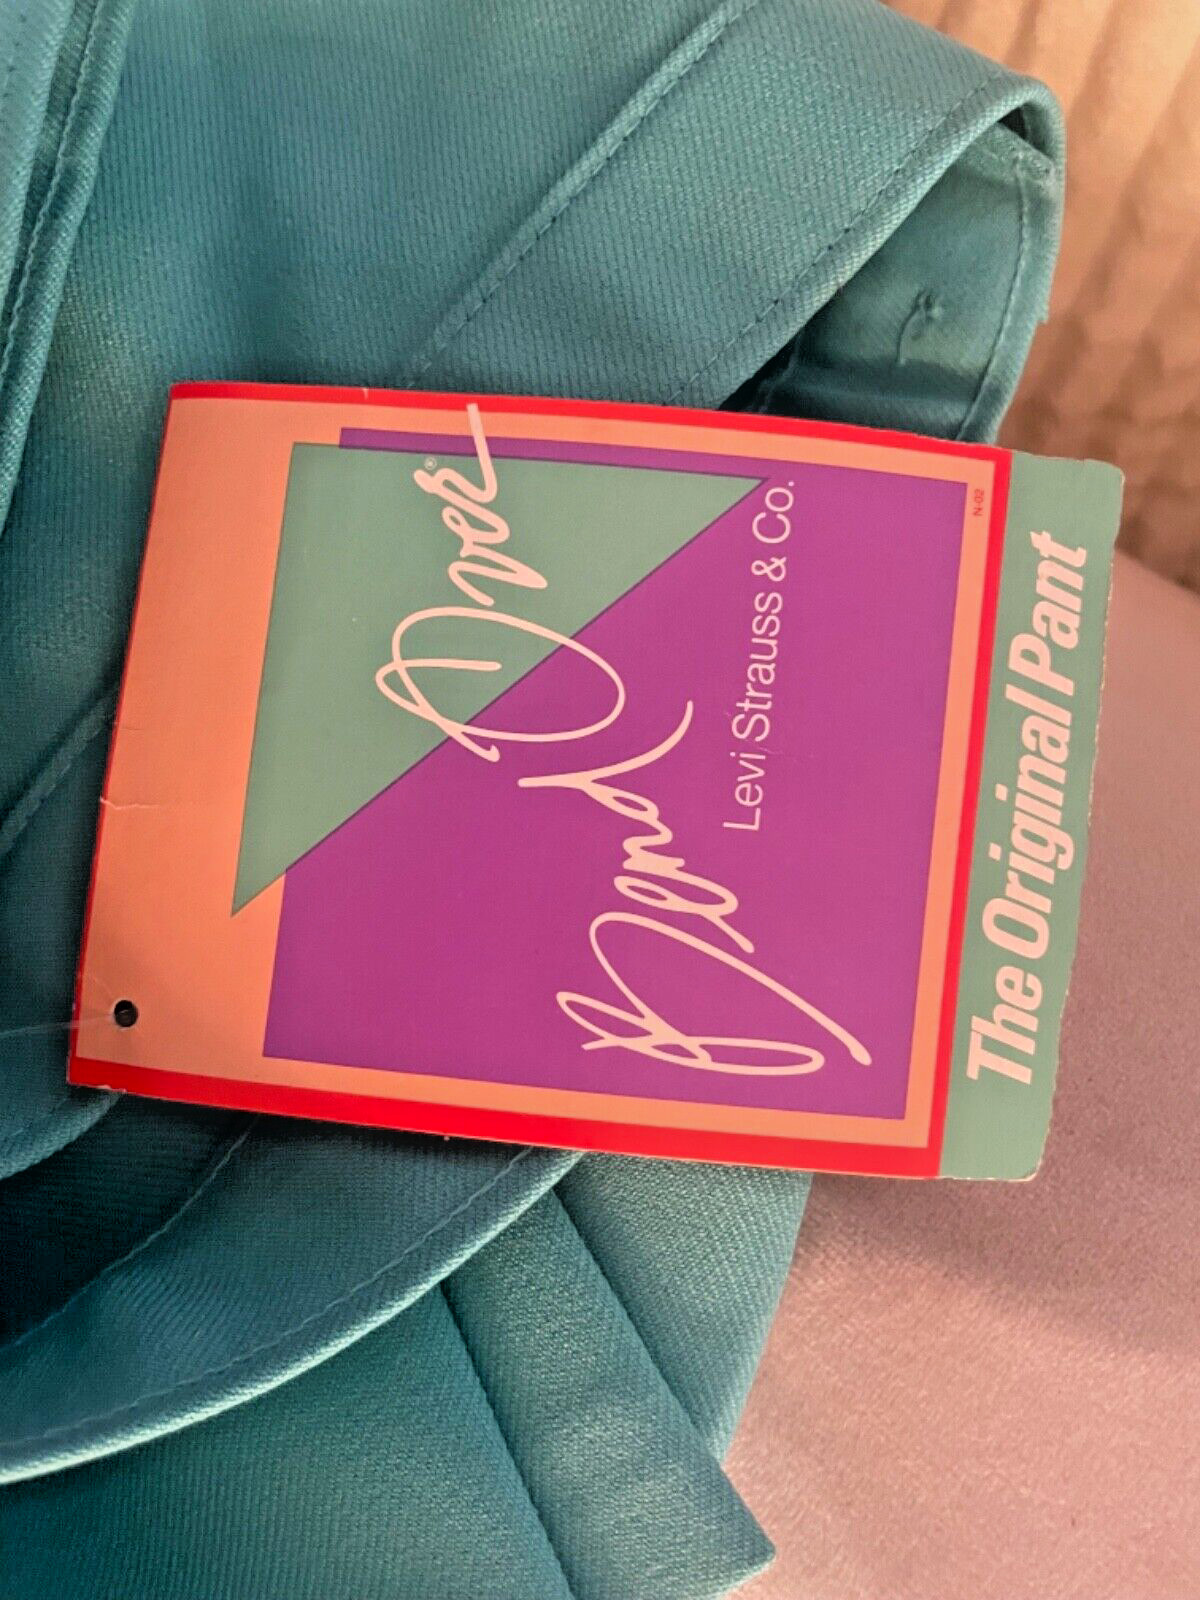 Bend Over®
Levi Strauss & Co.
N-02
The Original Pant